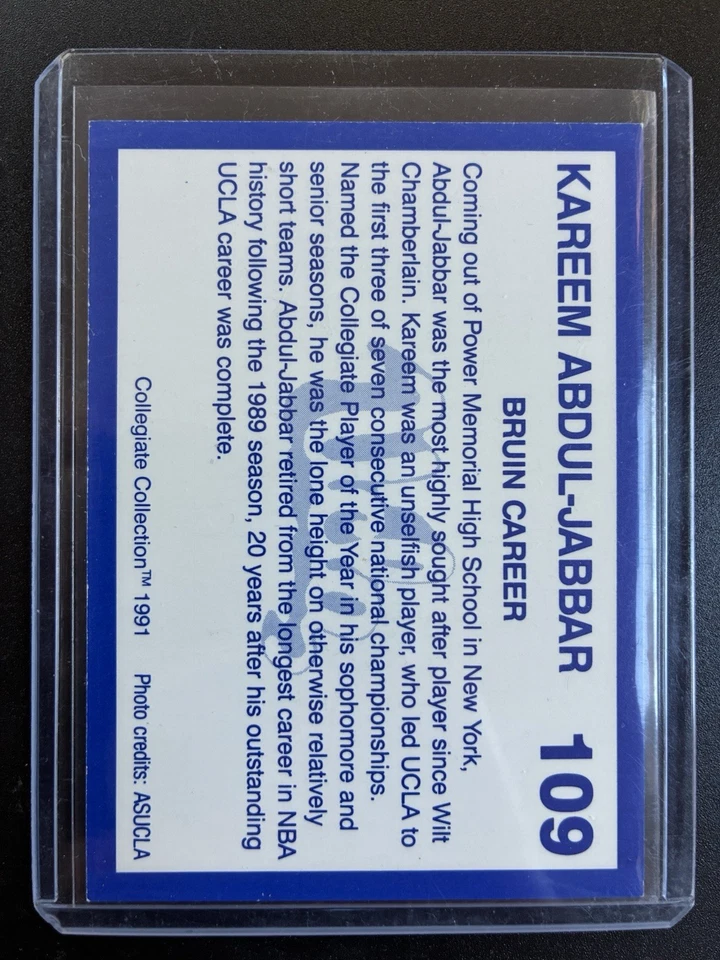 KAREEM ABDUL-JABBAR 109
BRUIN CAREER
Coming out of Power Memorial High School in New York,
Abdul-Jabbar was the most highly sought after player since Wilt
Chamberlain. Kareem was an unselfish player, who led UCLA to
the first three of seven consecutive national championships.
Named the Collegiate Player of the Year in his sophomore and
senior seasons, he was the lone height on otherwise relatively
short teams. Abdul-Jabbar retired from the longest career in NBA
history following the 1989 season, 20 years after his outstanding
UCLA career was complete.
Collegiate Collection™ 1991 Photo credits: ASUCLA